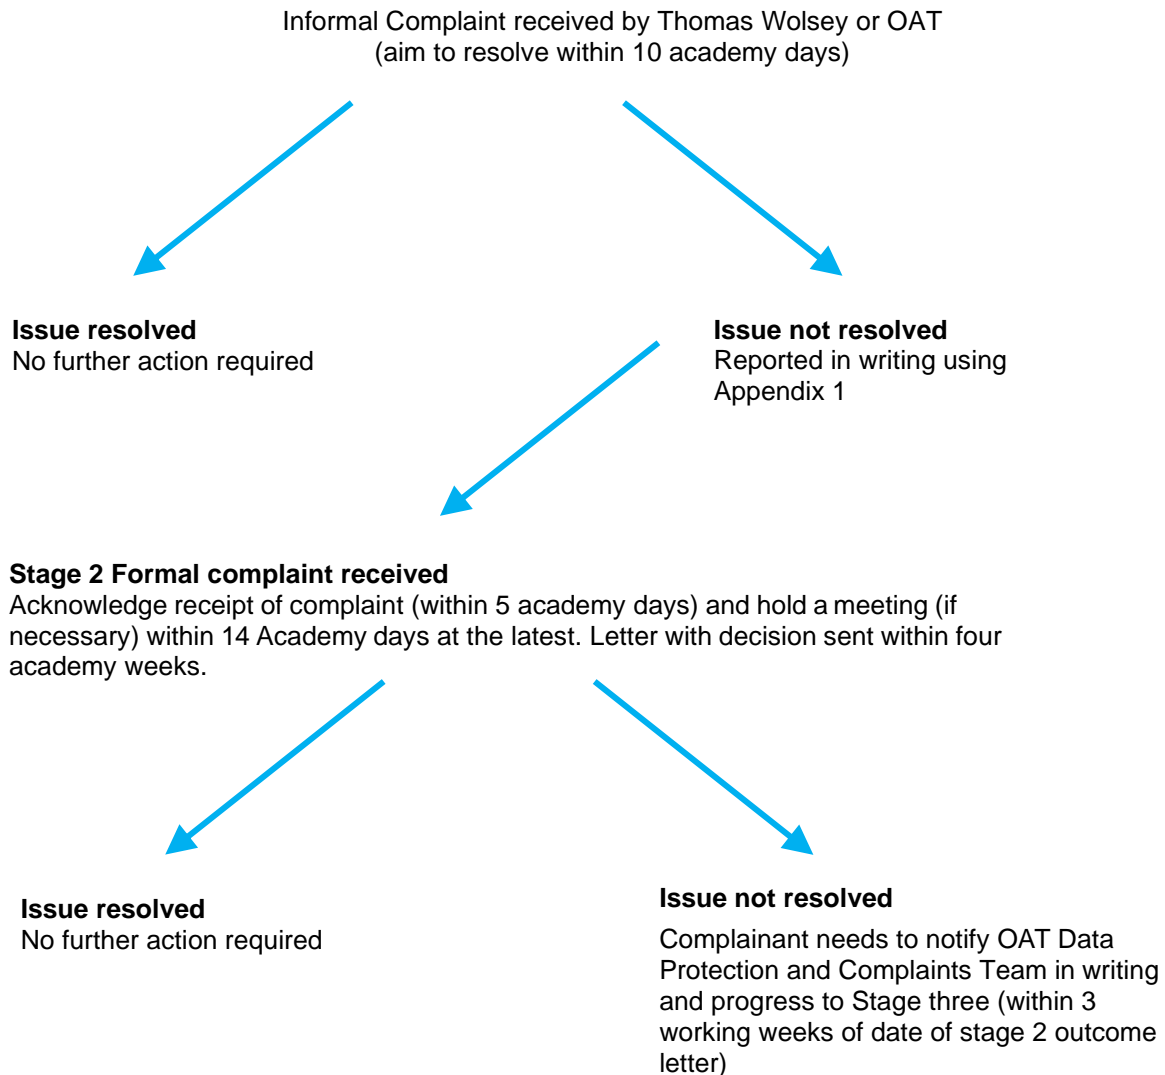 Informal Complaint received by Thomas Wolsey or OAT
(aim to resolve within 10 academy days)
Issue resolved
No further action required
Issue not resolved
Reported in writing using
Appendix 1
Stage 2 Formal complaint received
Acknowledge receipt of complaint (within 5 academy days) and hold a meeting (if
necessary) within 14 Academy days at the latest. Letter with decision sent within four
academy weeks.
Issue resolved
No further action required
Issue not resolved
Complainant needs to notify OAT Data
Protection and Complaints Team in writing
and progress to Stage three (within 3
working weeks of date of stage 2 outcome
letter)